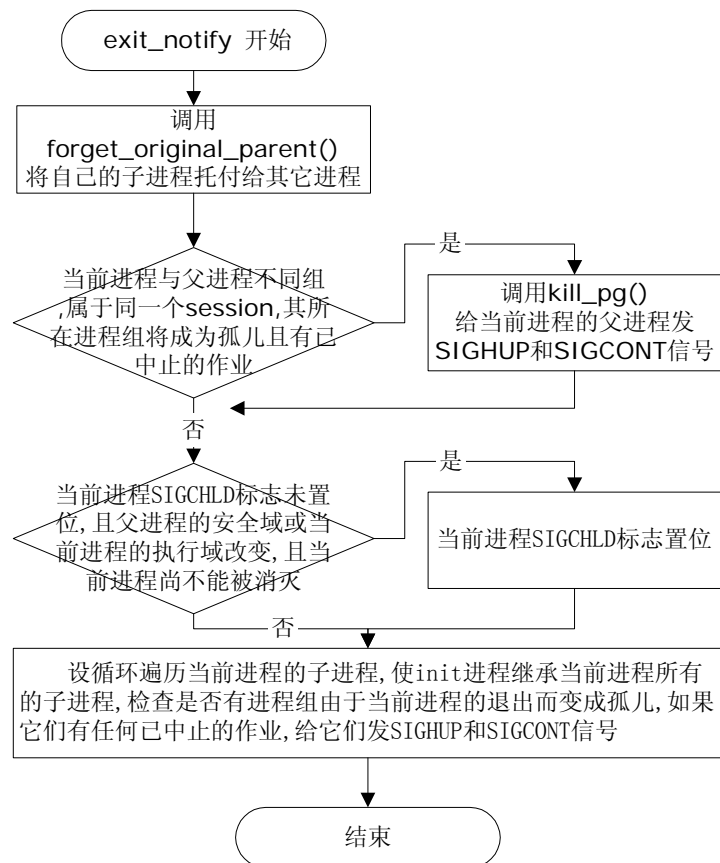 exit_notify 开始
调用
forget_original_parent()
将自己的子进程托付给其它进程
是
当前进程与父进程不同组
,属于同一个session,其所
在进程组将成为孤儿且有已
中止的作业
调用kill_pg()
给当前进程的父进程发
SIGHUP和SIGCONT信号
否
是
当前进程SIGCHLD标志未置
位,且父进程的安全域或当
前进程的执行域改变,且当
前进程尚不能被消灭
当前进程SIGCHLD标志置位
否
设循环遍历当前进程的子进程,使init进程继承当前进程所有
的子进程,检查是否有进程组由于当前进程的退出而变成孤儿,如果
它们有任何已中止的作业,给它们发SIGHUP和SIGCONT信号
结束